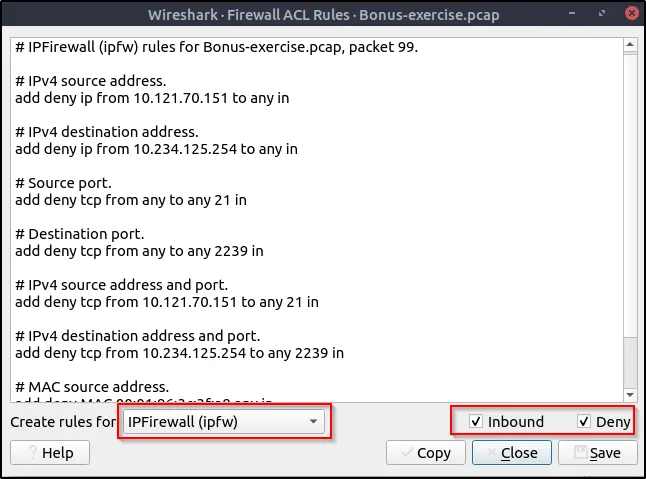 Wireshark · Firewall ACL Rules · Bonus-exercise.pcap
# IPFirewall (ipfw) rules for Bonus-exercise.pcap, packet 99.
# IPv4 source address.
add deny ip from 10.121.70.151 to any in
# IPv4 destination address.
add deny ip from 10.234.125.254 to any in
# Source port.
add deny tcp from any to any 21 in
# Destination port.
add deny tcp from any to any 2239 in
# IPv4 source address and port.
add deny tcp from 10.121.70.151 to any 21 in
# IPv4 destination address and port.
add deny tcp from 10.234.125.254 to any 2239 in
# MAC source address.
add deny MAC
Create rules for IPFirewall (ipfw) Inbound Deny
Help Copy Close Save